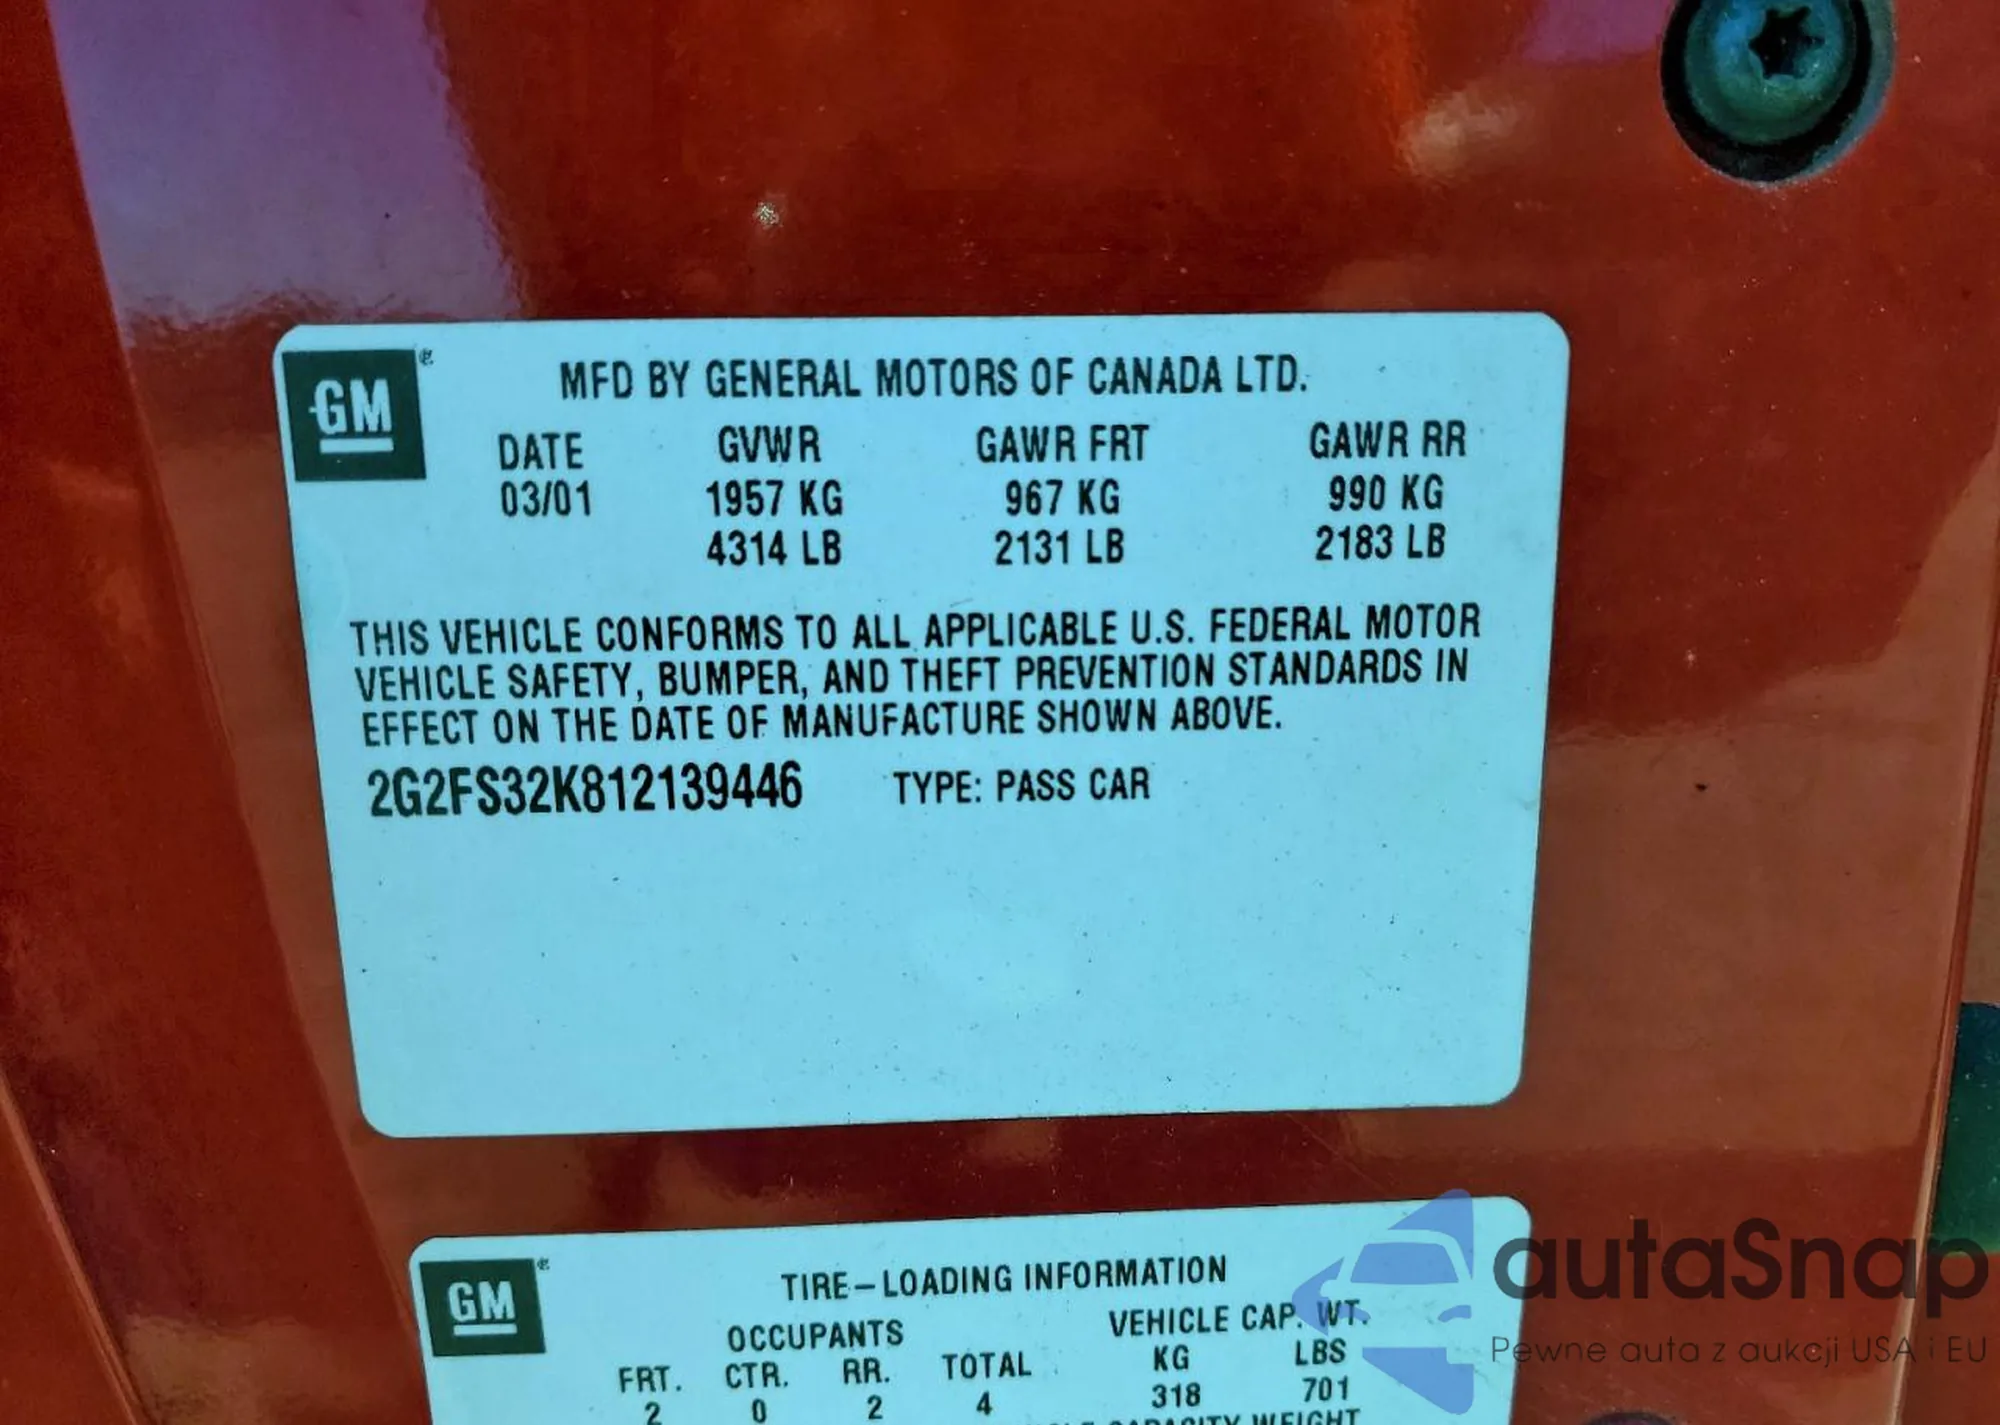 GM
MFD BY GENERAL MOTORS OF CANADA LTD.
DATE GVWR GAWR FRT GAWR RR
03/01 1957 KG 967 KG 990 KG
4314 LB 2131 LB 2183 LB
THIS VEHICLE CONFORMS TO ALL APPLICABLE U.S. FEDERAL MOTOR
VEHICLE SAFETY, BUMPER, AND THEFT PREVENTION STANDARDS IN
EFFECT ON THE DATE OF MANUFACTURE SHOWN ABOVE.
2G2FS32K812139446 TYPE: PASS CAR
GM
TIRE-LOADING INFORMATION
OCCUPANTS VEHICLE CAP. WT.
FRT. CTR. RR. TOTAL KG LBS
2 0 2 4 318 701
CAPACITY WEIGHT
autaSnap
Pewne auta z aukcji USA i EU